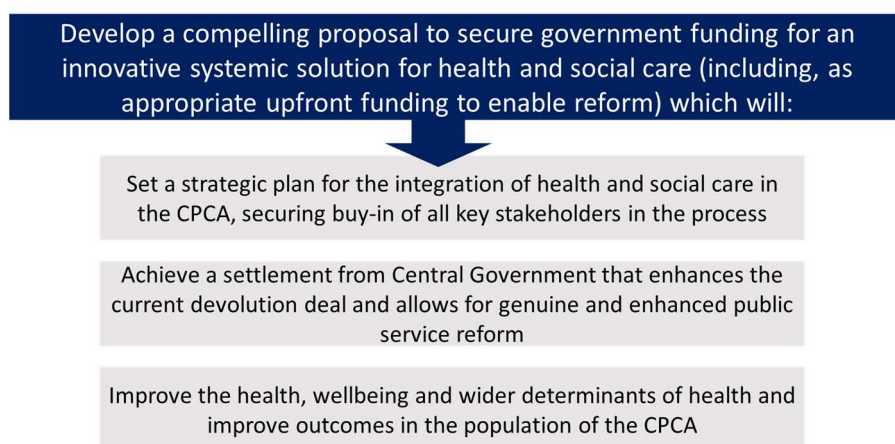 Develop a compelling proposal to secure government funding for an
innovative systemic solution for health and social care (including, as
appropriate upfront funding to enable reform) which will:
Set a strategic plan for the integration of health and social care in
the CPCA, securing buy-in of all key stakeholders in the process
Achieve a settlement from Central Government that enhances the
current devolution deal and allows for genuine and enhanced public
service reform
Improve the health, wellbeing and wider determinants of health and
improve outcomes in the population of the CPCA